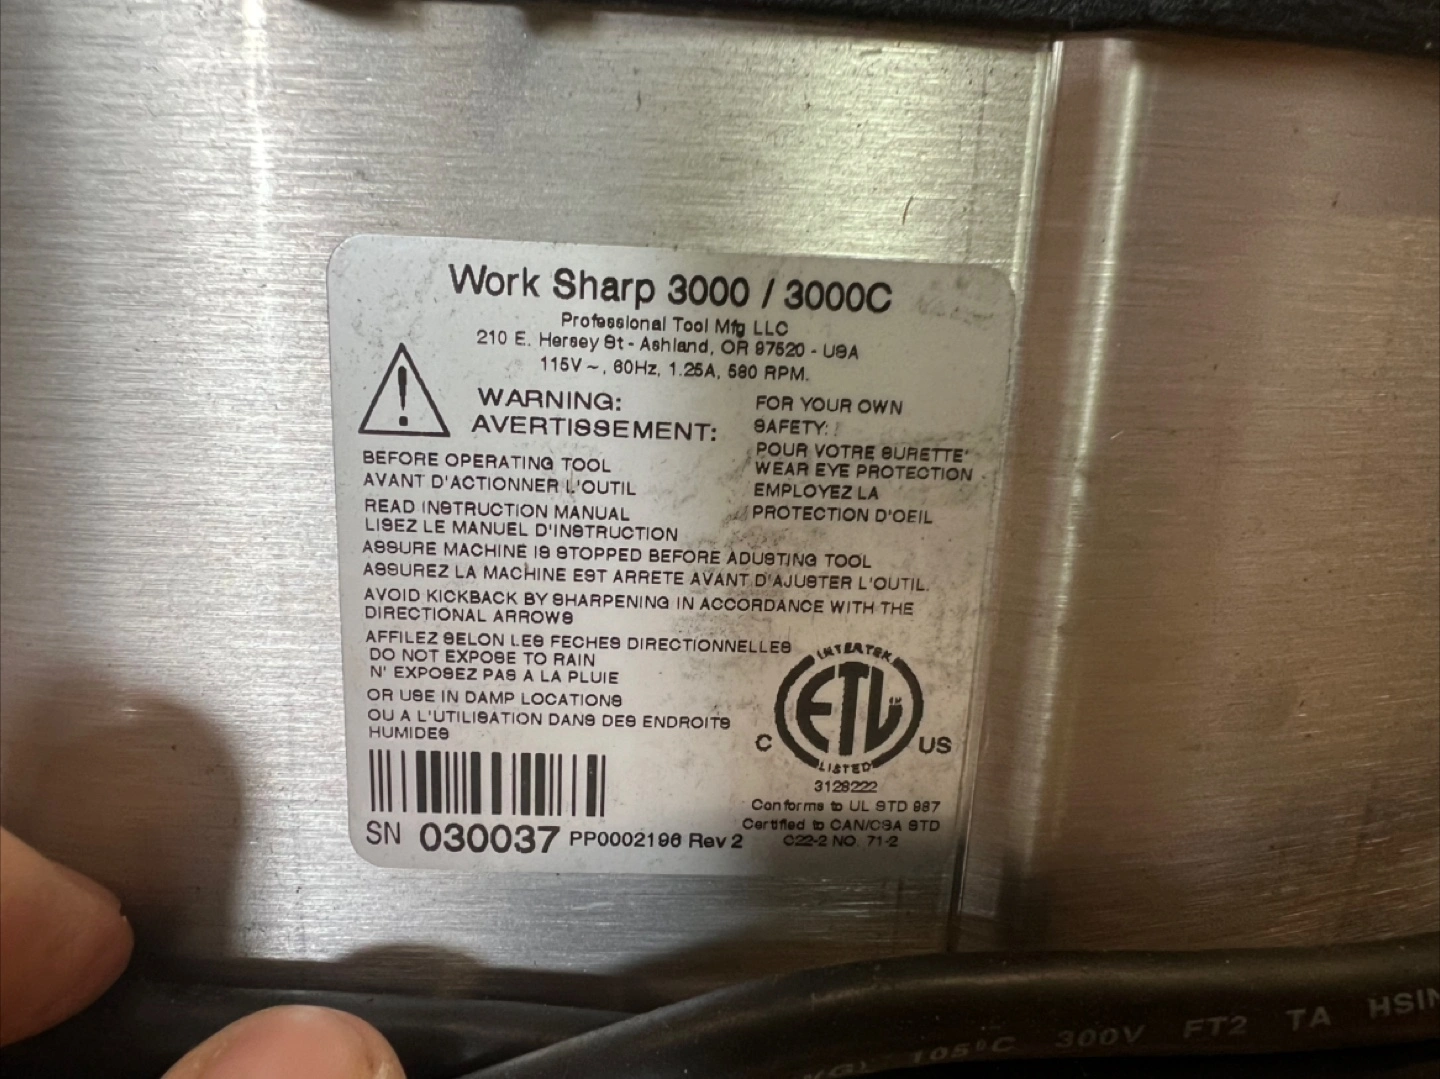 Work Sharp 3000 / 3000C
Professional Tool Mfg LLC
210 E. Hersey St - Ashland, OR 97520 - USA
115V ~, 60Hz, 1.25A, 580 RPM.
WARNING:
AVERTISSEMENT:
FOR YOUR OWN
SAFETY:
POUR VOTRE SURETTE'
WEAR EYE PROTECTION
EMPLOYEZ LA
PROTECTION D'OEIL
BEFORE OPERATING TOOL
AVANT D'ACTIONNER L'OUTIL
READ INSTRUCTION MANUAL
LISEZ LE MANUEL D'INSTRUCTION
ASSURE MACHINE IS STOPPED BEFORE ADUSTING TOOL
ASSUREZ LA MACHINE EST ARRETE AVANT D'AJUSTER L'OUTIL.
AVOID KICKBACK BY SHARPENING IN ACCORDANCE WITH THE
DIRECTIONAL ARROWS
AFFILEZ SELON LES FECHES DIRECTIONNELLES
DO NOT EXPOSE TO RAIN
N' EXPOSEZ PAS A LA PLUIE
OR USE IN DAMP LOCATIONS
OU A L'UTILISATION DANS DES ENDROITS
HUMIDES
INTERTEK
ETL
SM
C US
LISTED
3128222
Conforms to UL STD 987
Certified to CAN/CSA STD
C22-2 NO. 71-2
SN 030037 PP0002196 Rev 2
105°C 300V FT2 TA